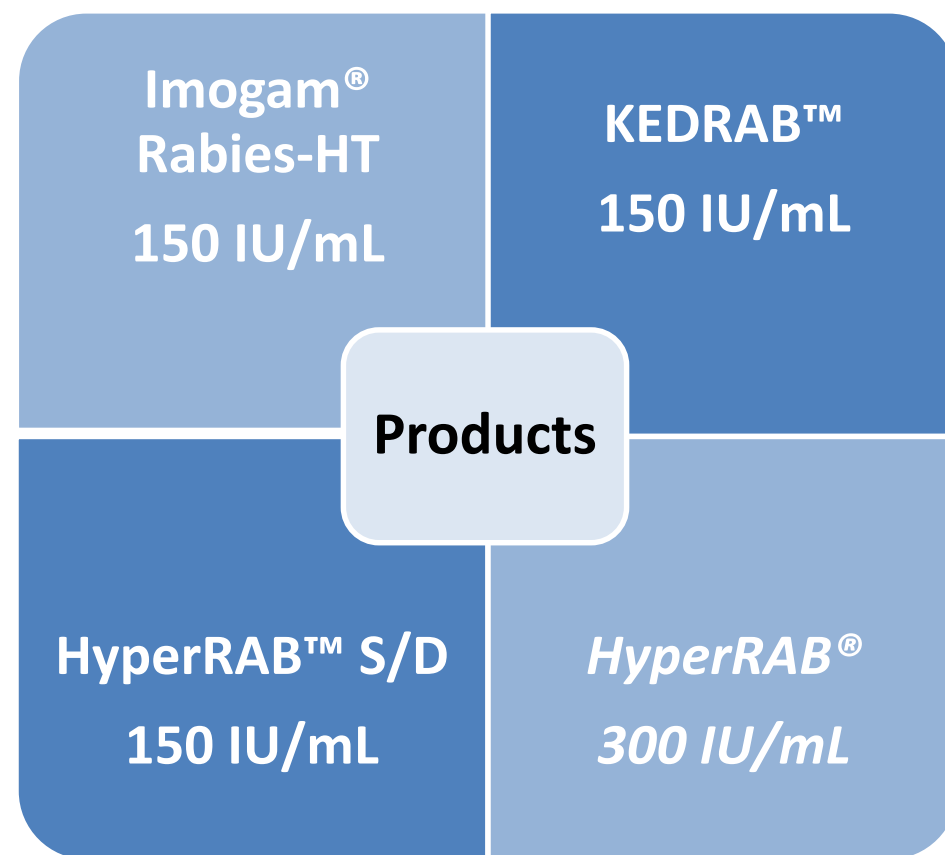 Imogam®
Rabies-HT
150 IU/mL
KEDRAB™
150 IU/mL
Products
HyperRAB™ S/D
150 IU/mL
HyperRAB®
300 IU/mL